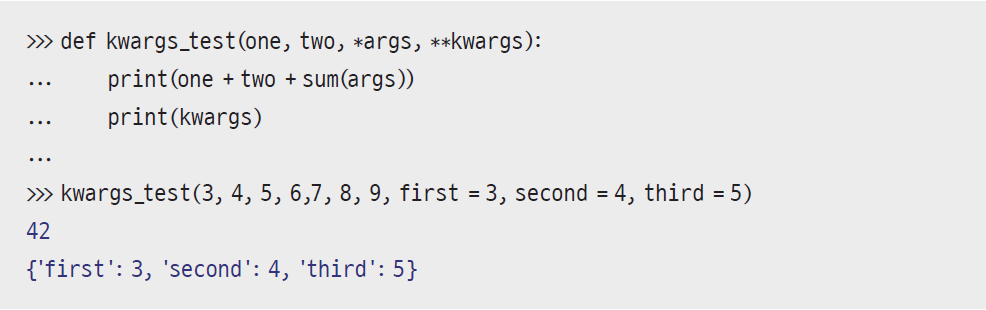 >>> def kwargs_test(one, two, *args, **kwargs):
...     print(one + two + sum(args))
...     print(kwargs)
...
>>> kwargs_test(3, 4, 5, 6,7, 8, 9, first = 3, second = 4, third = 5)
42
{'first': 3, 'second': 4, 'third': 5}